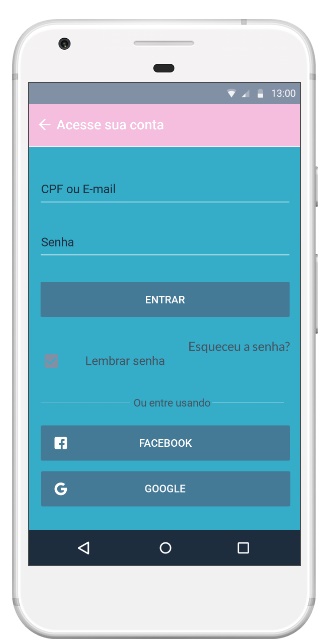 13:00
Acesse sua conta
CPF ou E-mail
Senha
ENTRAR
Esqueceu a senha?
Lembrar senha
Ou entre usando
FACEBOOK
GOOGLE